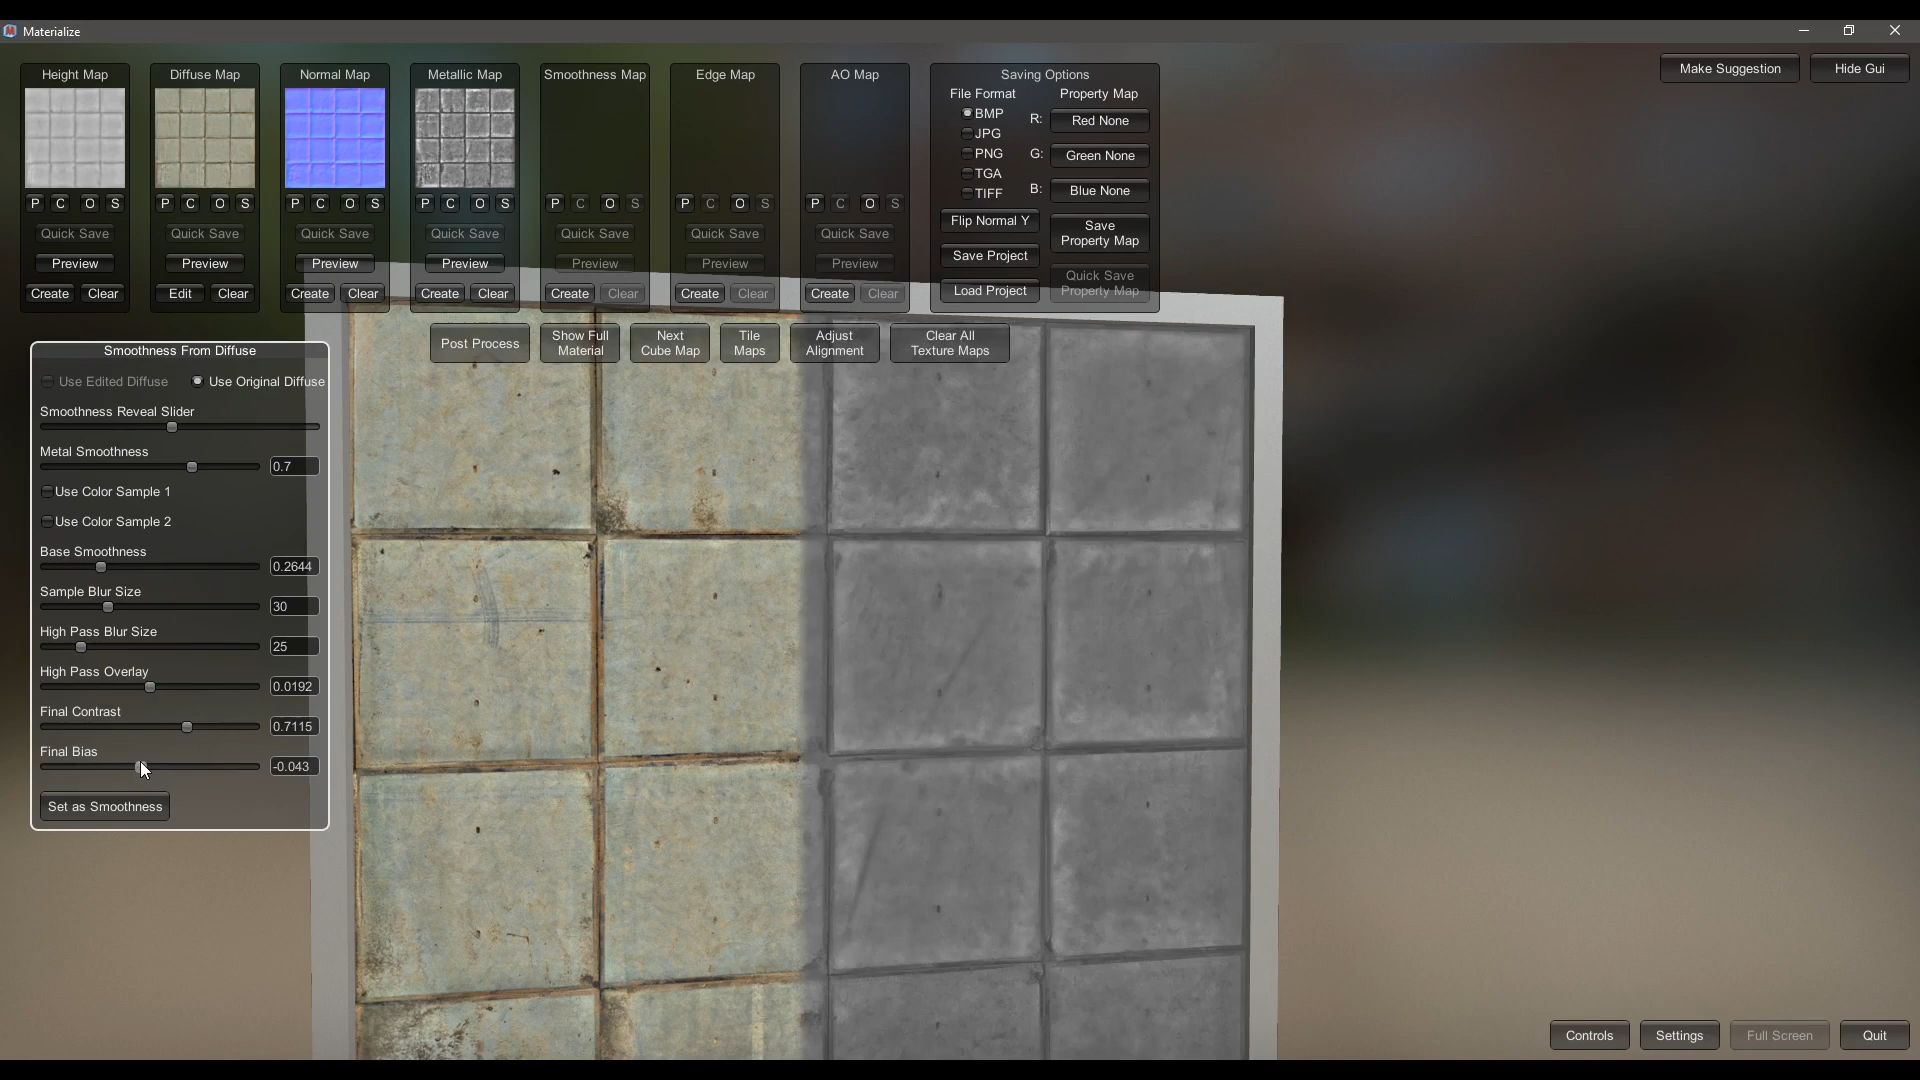 Materialize
Make Suggestion
Hide Gui
Height Map
P C O S
Quick Save
Preview
Create Clear
Diffuse Map
P C O S
Quick Save
Preview
Edit Clear
Normal Map
P C O S
Quick Save
Preview
Create Clear
Metallic Map
P C O S
Quick Save
Preview
Create Clear
Smoothness Map
P C O S
Quick Save
Preview
Create Clear
Edge Map
P C O S
Quick Save
Preview
Create Clear
AO Map
P C O S
Quick Save
Preview
Create Clear
Saving Options
File Format
BMP
JPG
PNG
TGA
TIFF
Flip Normal Y
Save Project
Load Project
Property Map
R: Red None
G: Green None
B: Blue None
Save
Property Map
Quick Save
Property Map
Post Process
Show Full
Material
Next
Cube Map
Tile
Maps
Adjust
Alignment
Clear All
Texture Maps
Smoothness From Diffuse
Use Edited Diffuse Use Original Diffuse
Smoothness Reveal Slider
Metal Smoothness
0.7
Use Color Sample 1
Use Color Sample 2
Base Smoothness
0.2644
Sample Blur Size
30
High Pass Blur Size
25
High Pass Overlay
0.0192
Final Contrast
0.7115
Final Bias
-0.043
Set as Smoothness
Controls
Settings
Full Screen
Quit